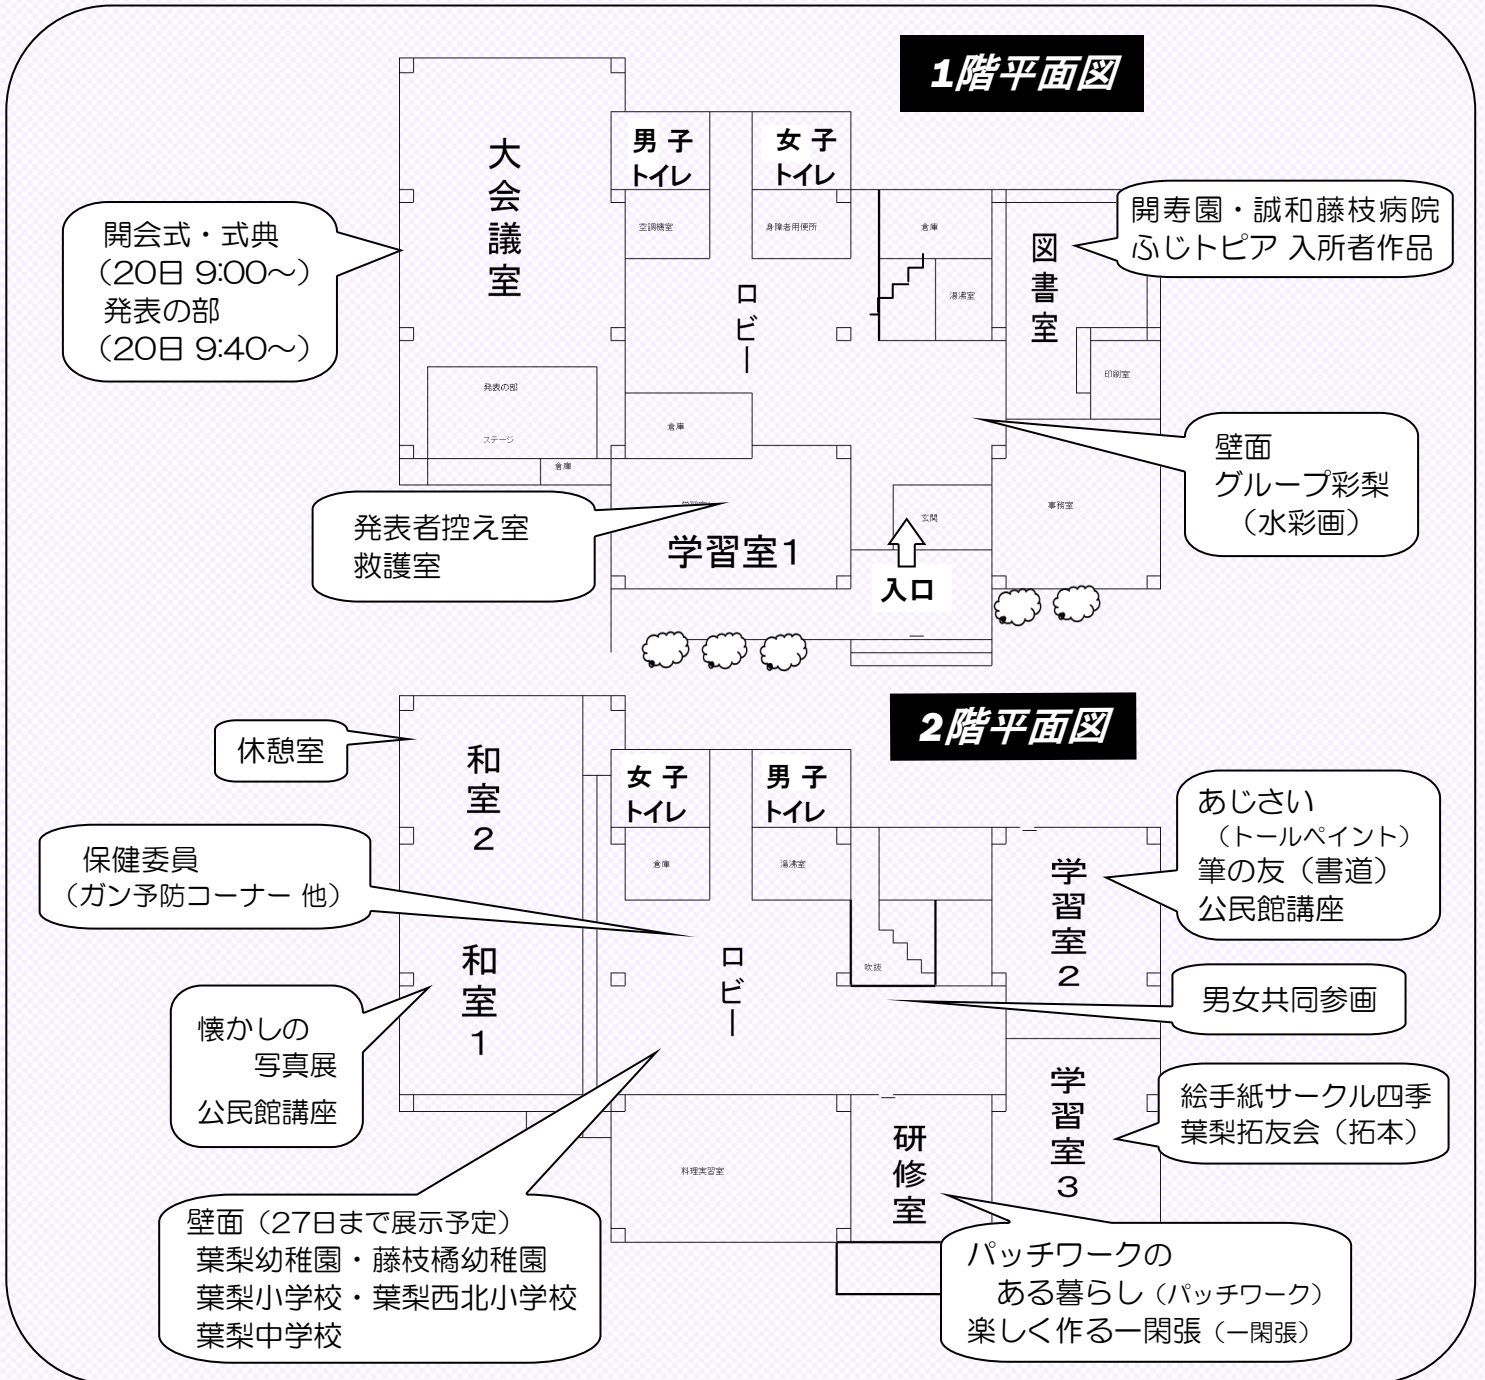 1階平面図
大会議室
男子
トイレ
女子
トイレ
空調機室
身障者用便所
倉庫
湯沸室
図書室
印刷室
ロビー
開会式・式典
（20日 9:00～）
発表の部
（20日 9:40～）
開寿園・誠和藤枝病院
ふじトピア 入所者作品
発表の部
ステージ
倉庫
倉庫
壁面
グループ彩梨
（水彩画）
発表者控え室
救護室
学習室1
玄関
事務室
入口
2階平面図
休憩室
和室2
女子
トイレ
男子
トイレ
倉庫
湯沸室
あじさい
（トールペイント）
筆の友（書道）
公民館講座
学習室2
保健委員
（ガン予防コーナー 他）
和室1
ロビー
吹抜
男女共同参画
懐かしの
写真展
公民館講座
学習室3
絵手紙サークル四季
葉梨拓友会（拓本）
研修室
料理実習室
壁面（27日まで展示予定）
葉梨幼稚園・藤枝橘幼稚園
葉梨小学校・葉梨西北小学校
葉梨中学校
パッチワークの
ある暮らし（パッチワーク）
楽しく作る一閑張（一閑張）